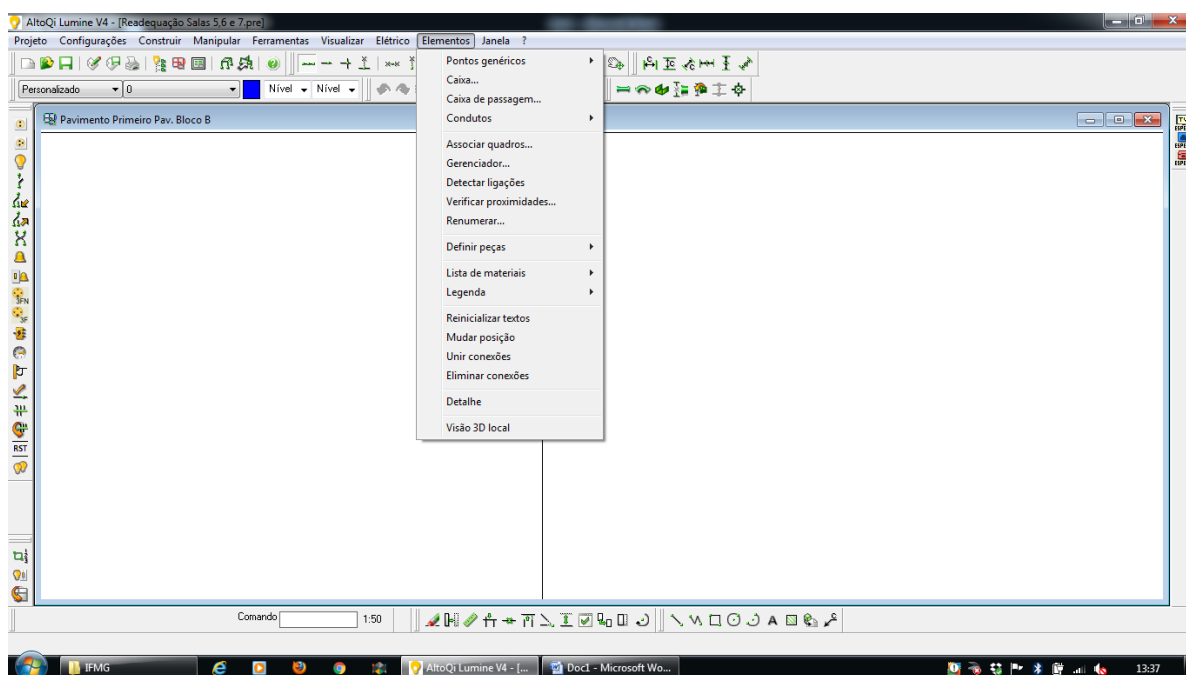 AltoQi Lumine V4 - [Readequação Salas 5,6 e 7.pre]
Projeto Configurações Construir Manipular Ferramentas Visualizar Elétrico Elementos Janela ?
Personalizado 0 Nível Nível
Pavimento Primeiro Pav. Bloco B
Pontos genéricos
Caixa...
Caixa de passagem...
Condutos
Associar quadros...
Gerenciador...
Detectar ligações
Verificar proximidades...
Renumerar...
Definir peças
Lista de materiais
Legenda
Reinicializar textos
Mudar posição
Unir conexões
Eliminar conexões
Detalhe
Visão 3D local
3FN
3F
RST
Comando 1:50
A
IFMG AltoQi Lumine V4 - [... Doc1 - Microsoft Wo... 13:37